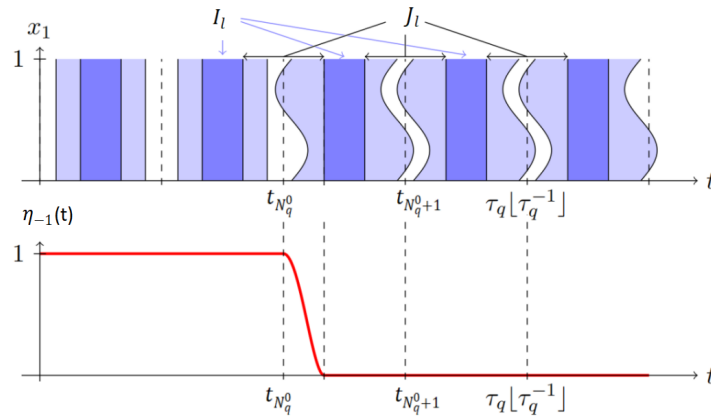 x₁ I_l J_l
1
t_{N_q^0} t_{N_q^0+1} τ_q⌊τ_q^{-1}⌋ t
η₋₁(t)
1
t_{N_q^0} t_{N_q^0+1} τ_q⌊τ_q^{-1}⌋ t